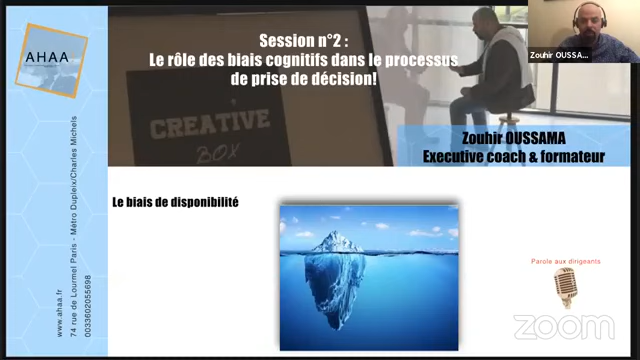 AHAA
Session n°2 :
Le rôle des biais cognitifs dans le processus
de prise de décision!
Zouhir OUSSA...
CREATIVE
BOX
Zouhir OUSSAMA
Executive coach & formateur
Le biais de disponibilité
Parole aux dirigeants
zoom
www.ahaa.fr
74 rue de Lourmel Paris - Métro Dupleix/Charles Michels
0033602055698